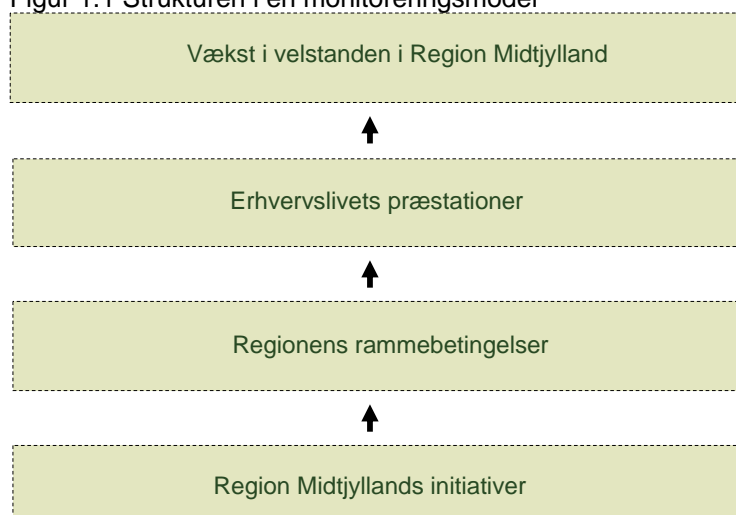 Figur 1.1 Strukturen i en monitoreringsmodel
Vækst i velstanden i Region Midtjylland
Erhvervslivets præstationer
Regionens rammebetingelser
Region Midtjyllands initiativer